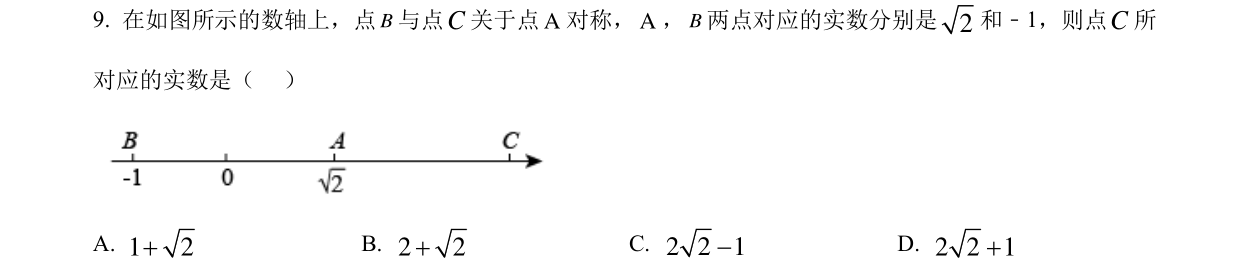 9. 在如图所示的数轴上，点B与点C关于点A对称，A，B两点对应的实数分别是√2和﹣1，则点C所
对应的实数是（ ）
B A C
-1 0 √2
A. 1+√2 B. 2+√2 C. 2√2−1 D. 2√2+1